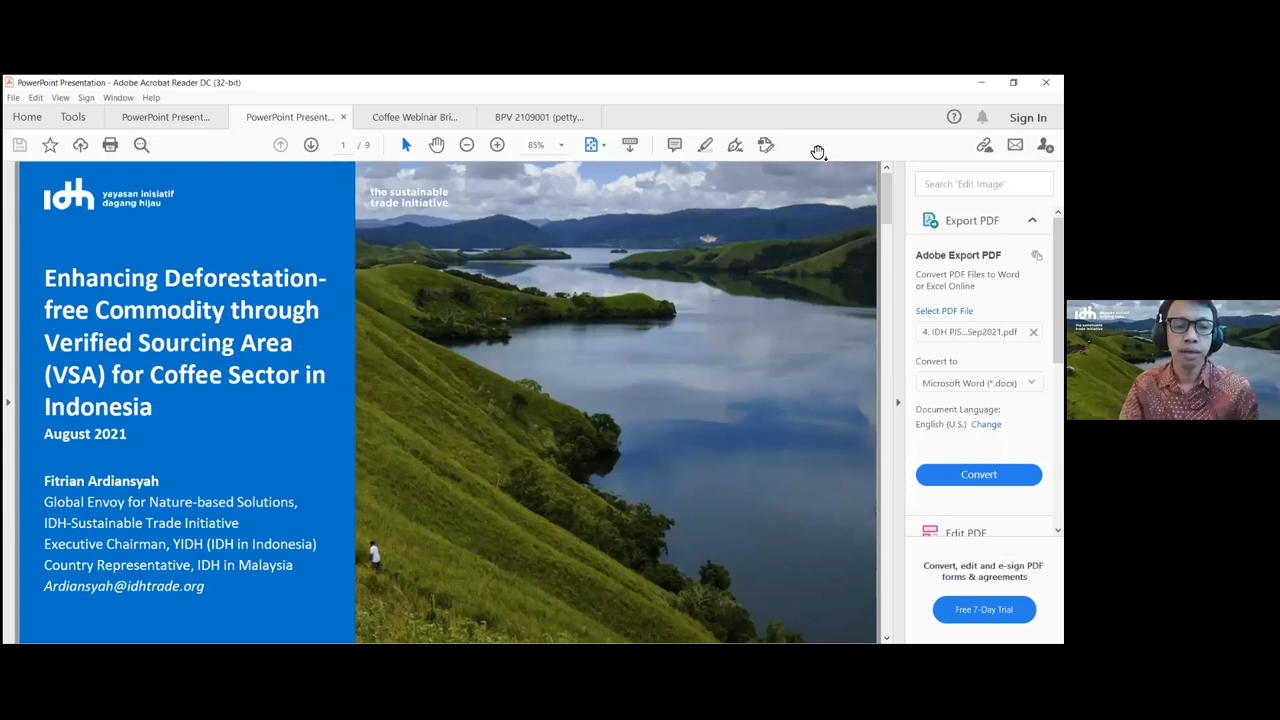 PowerPoint Presentation - Adobe Acrobat Reader DC (32-bit)
File Edit View Sign Window Help
Home Tools PowerPoint Present... PowerPoint Present... × Coffee Webinar Bri... BPV 2109001 (petty... Sign In
1 / 9 85%
idh yayasan inisiatif
dagang hijau
the sustainable
trade initiative
Enhancing Deforestation-
free Commodity through
Verified Sourcing Area
(VSA) for Coffee Sector in
Indonesia
August 2021
Fitrian Ardiansyah
Global Envoy for Nature-based Solutions,
IDH-Sustainable Trade Initiative
Executive Chairman, YIDH (IDH in Indonesia)
Country Representative, IDH in Malaysia
Ardiansyah@idhtrade.org
Search 'Edit Image'
Export PDF
Adobe Export PDF
Convert PDF Files to Word
or Excel Online
Select PDF File
4. IDH PIS...Sep2021.pdf
Convert to
Microsoft Word (*.docx)
Document Language:
English (U.S.) Change
Convert
Edit PDF
Convert, edit and e-sign PDF
forms & agreements
Free 7-Day Trial
idh